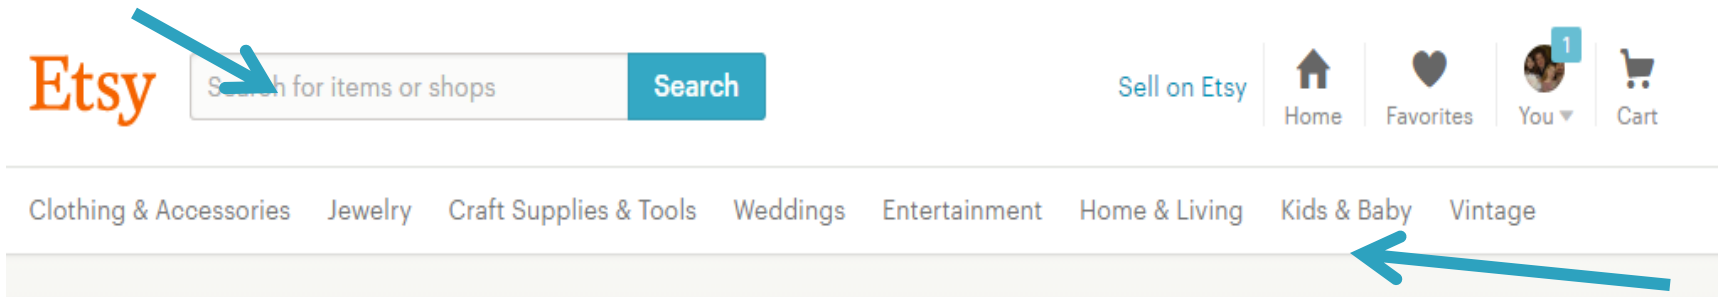 Etsy
Search for items or shops
Search
Sell on Etsy
Home
Favorites
1
You
Cart
Clothing & Accessories Jewelry Craft Supplies & Tools Weddings Entertainment Home & Living Kids & Baby Vintage